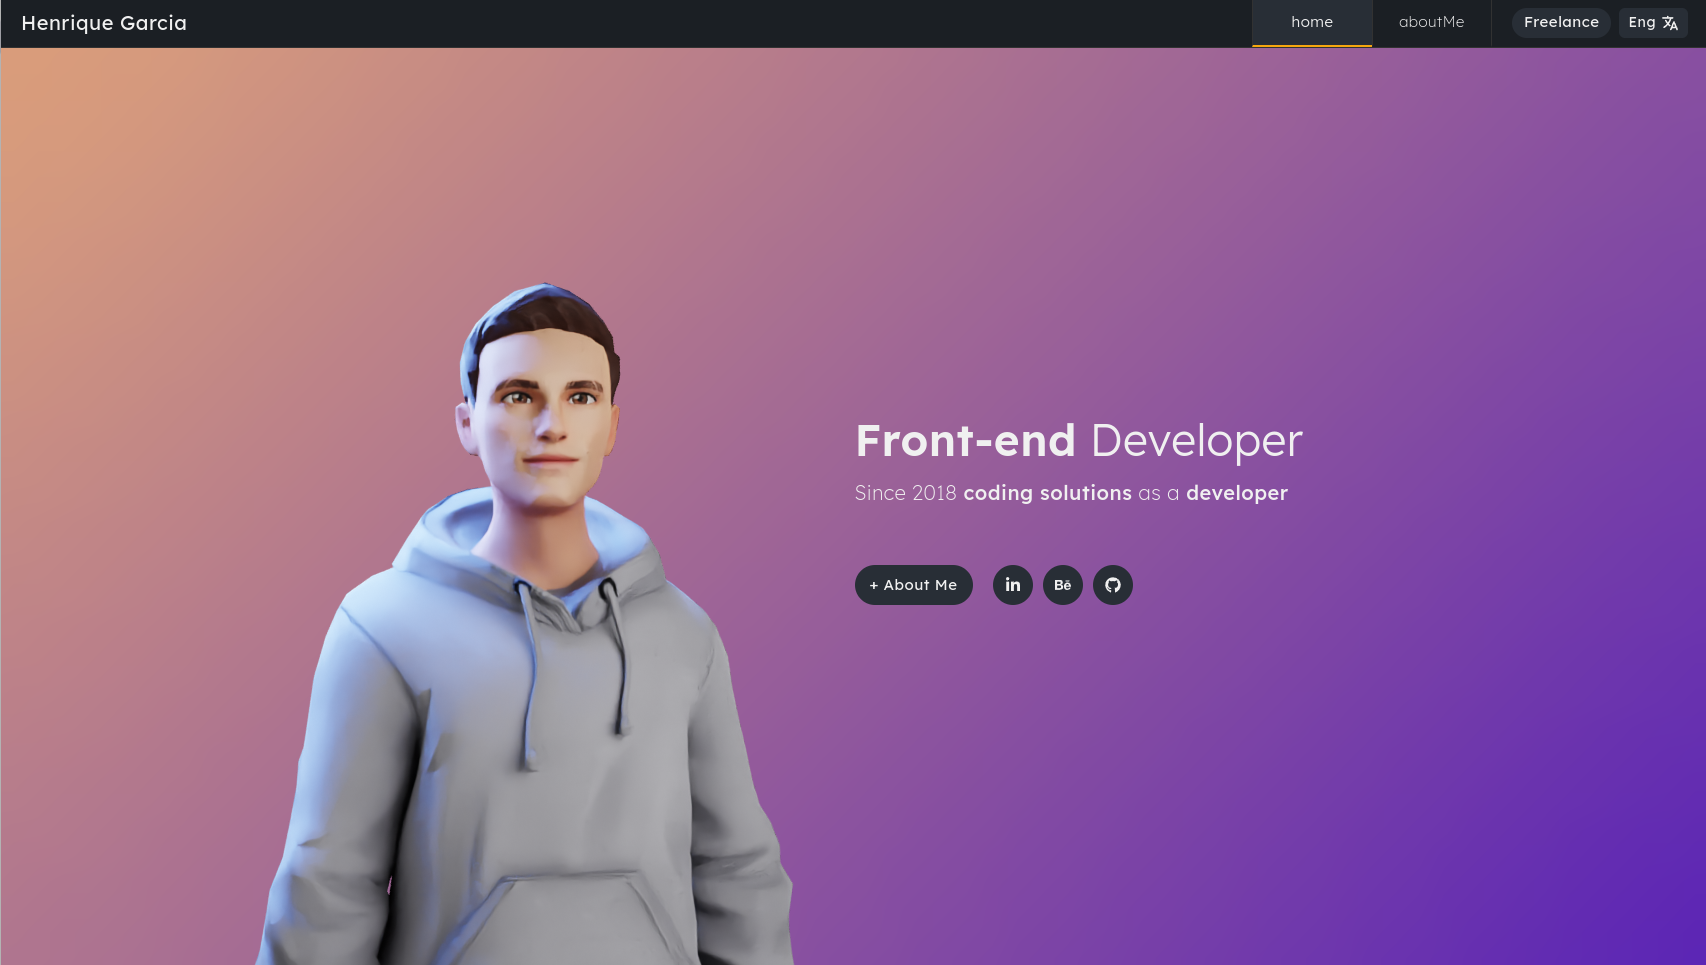 Henrique Garcia
home
aboutMe
Freelance
Eng
Front-end Developer
Since 2018 coding solutions as a developer
+ About Me
in
Bē